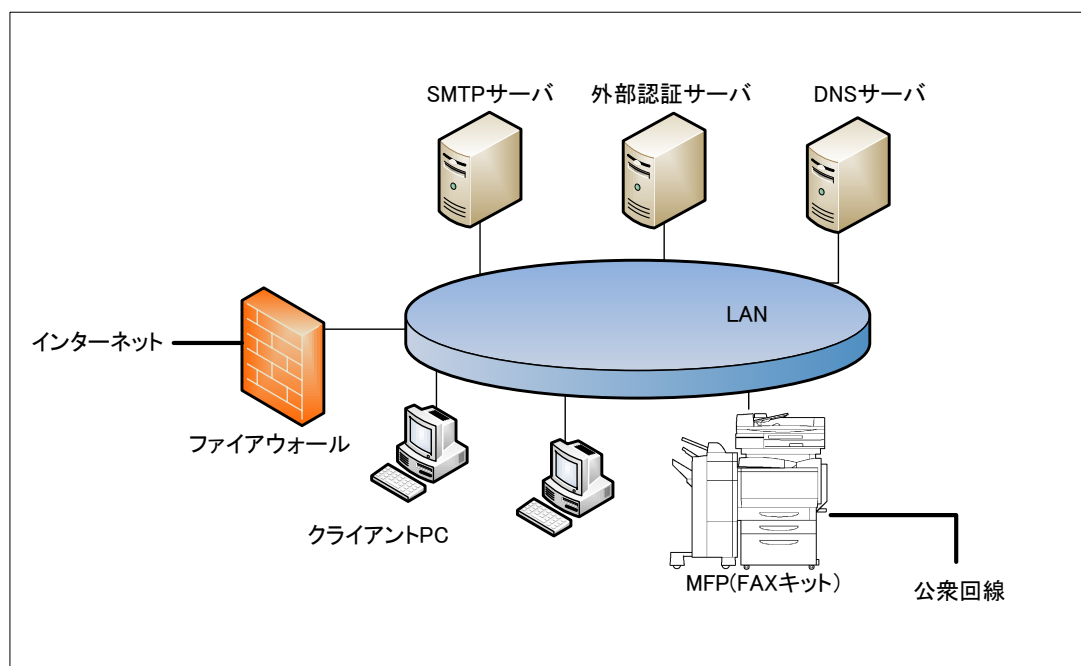 SMTPサーバ
外部認証サーバ
DNSサーバ
LAN
インターネット
ファイアウォール
クライアントPC
MFP(FAXキット)
公衆回線